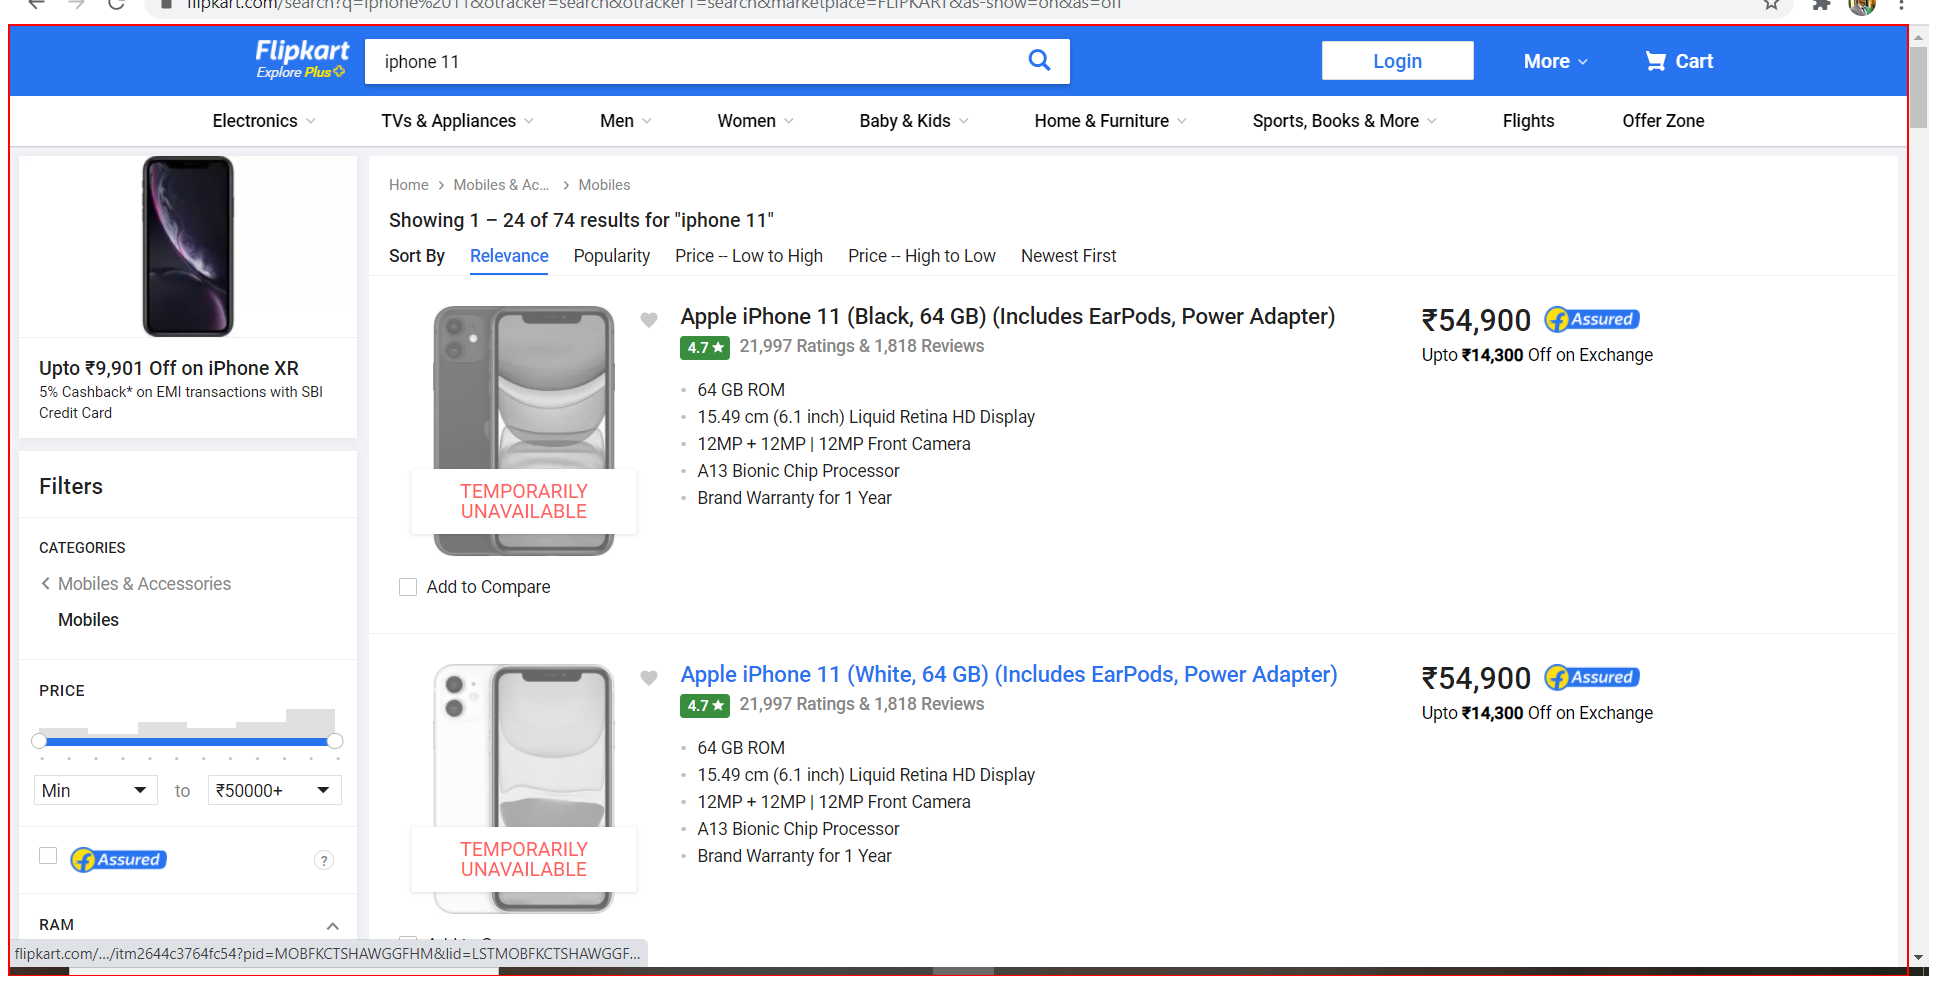 flipkart.com/search?q=iphone%2011&otracker=search&otracker1=search&marketplace=FLIPKART&as-show=on&as=off
Flipkart
Explore Plus
iphone 11
Login
More
Cart
Electronics
TVs & Appliances
Men
Women
Baby & Kids
Home & Furniture
Sports, Books & More
Flights
Offer Zone
Upto ₹9,901 Off on iPhone XR
5% Cashback* on EMI transactions with SBI
Credit Card
Filters
CATEGORIES
Mobiles & Accessories
Mobiles
PRICE
Min to ₹50000+
Assured ?
RAM
Home > Mobiles & Ac... > Mobiles
Showing 1 – 24 of 74 results for "iphone 11"
Sort By Relevance Popularity Price -- Low to High Price -- High to Low Newest First
TEMPORARILY
UNAVAILABLE
Add to Compare
Apple iPhone 11 (Black, 64 GB) (Includes EarPods, Power Adapter)
4.7★ 21,997 Ratings & 1,818 Reviews
64 GB ROM
15.49 cm (6.1 inch) Liquid Retina HD Display
12MP + 12MP | 12MP Front Camera
A13 Bionic Chip Processor
Brand Warranty for 1 Year
₹54,900 Assured
Upto ₹14,300 Off on Exchange
TEMPORARILY
UNAVAILABLE
Apple iPhone 11 (White, 64 GB) (Includes EarPods, Power Adapter)
4.7★ 21,997 Ratings & 1,818 Reviews
64 GB ROM
15.49 cm (6.1 inch) Liquid Retina HD Display
12MP + 12MP | 12MP Front Camera
A13 Bionic Chip Processor
Brand Warranty for 1 Year
₹54,900 Assured
Upto ₹14,300 Off on Exchange
flipkart.com/.../itm2644c3764fc54?pid=MOBFKCTSHAWGGFHM&lid=LSTMOBFKCTSHAWGGF...